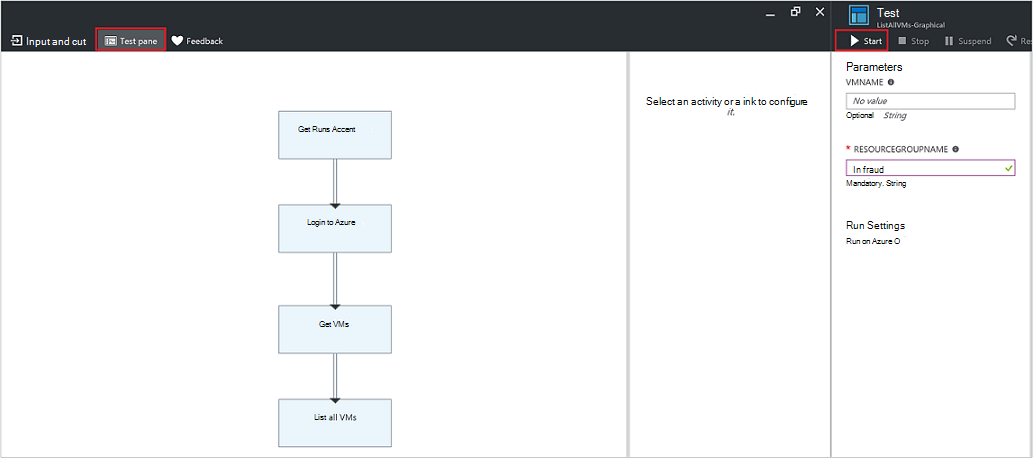 Input and cut
Test pane
Feedback
Get Runs Accent
Login to Azure
Get VMs
List all VMs
Select an activity or a ink to configure
it.
Test
ListAllVMs-Graphical
Start
Stop
Suspend
Res
Parameters
VMNAME
No value
Optional String
* RESOURCEGROUPNAME
In fraud
Mandatory. String
Run Settings
Run on Azure O